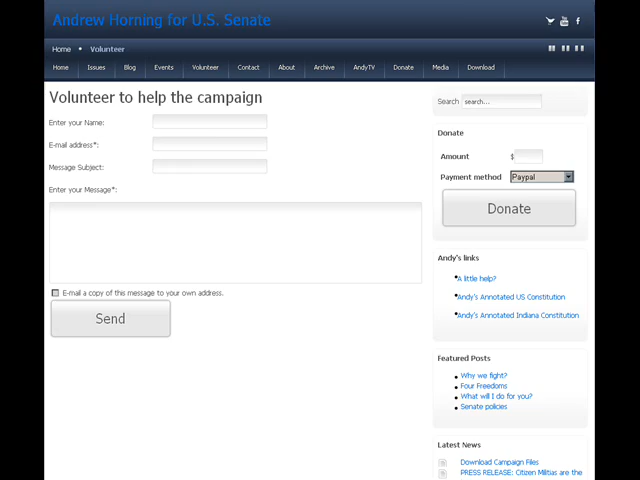 Andrew Horning for U.S. Senate
Home • Volunteer
Home Issues Blog Events Volunteer Contact About Archive AndyTV Donate Media Download
Volunteer to help the campaign
Enter your Name:
E-mail address*:
Message Subject:
Enter your Message*:
E-mail a copy of this message to your own address.
Send
Search search...
Donate
Amount $
Payment method Paypal
Donate
Andy's links
A little help?
Andy's Annotated US Constitution
Andy's Annotated Indiana Constitution
Featured Posts
Why we fight?
Four Freedoms
What will I do for you?
Senate policies
Latest News
Download Campaign Files
PRESS RELEASE: Citizen Militias are the